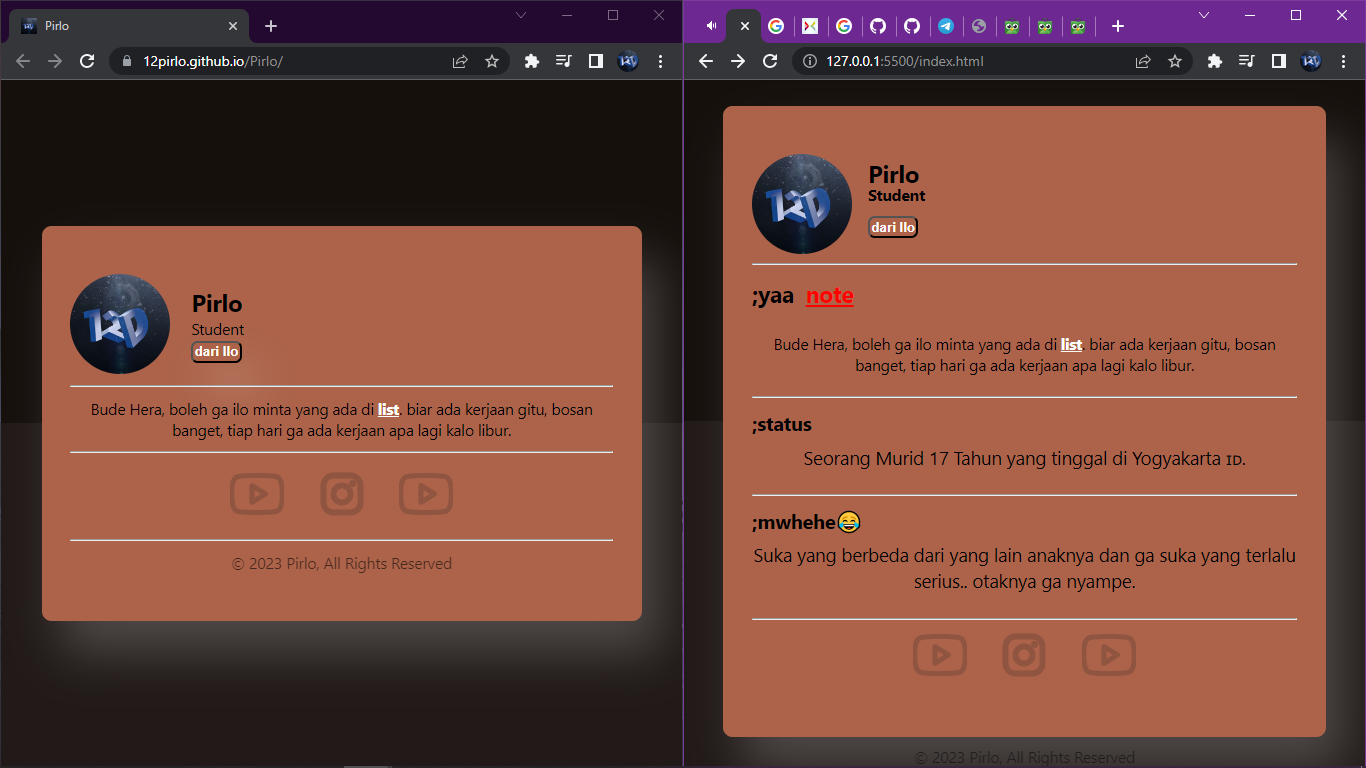 Pirlo
12pirlo.github.io/Pirlo/
Pirlo
Student
dari Ilo
Bude Hera, boleh ga ilo minta yang ada di list. biar ada kerjaan gitu, bosan
banget, tiap hari ga ada kerjaan apa lagi kalo libur.
© 2023 Pirlo, All Rights Reserved
127.0.0.1:5500/index.html
Pirlo
Student
dari Ilo
;yaa note
Bude Hera, boleh ga ilo minta yang ada di list. biar ada kerjaan gitu, bosan
banget, tiap hari ga ada kerjaan apa lagi kalo libur.
;status
Seorang Murid 17 Tahun yang tinggal di Yogyakarta ɪᴅ.
;mwhehe😂
Suka yang berbeda dari yang lain anaknya dan ga suka yang terlalu
serius.. otaknya ga nyampe.
© 2023 Pirlo, All Rights Reserved